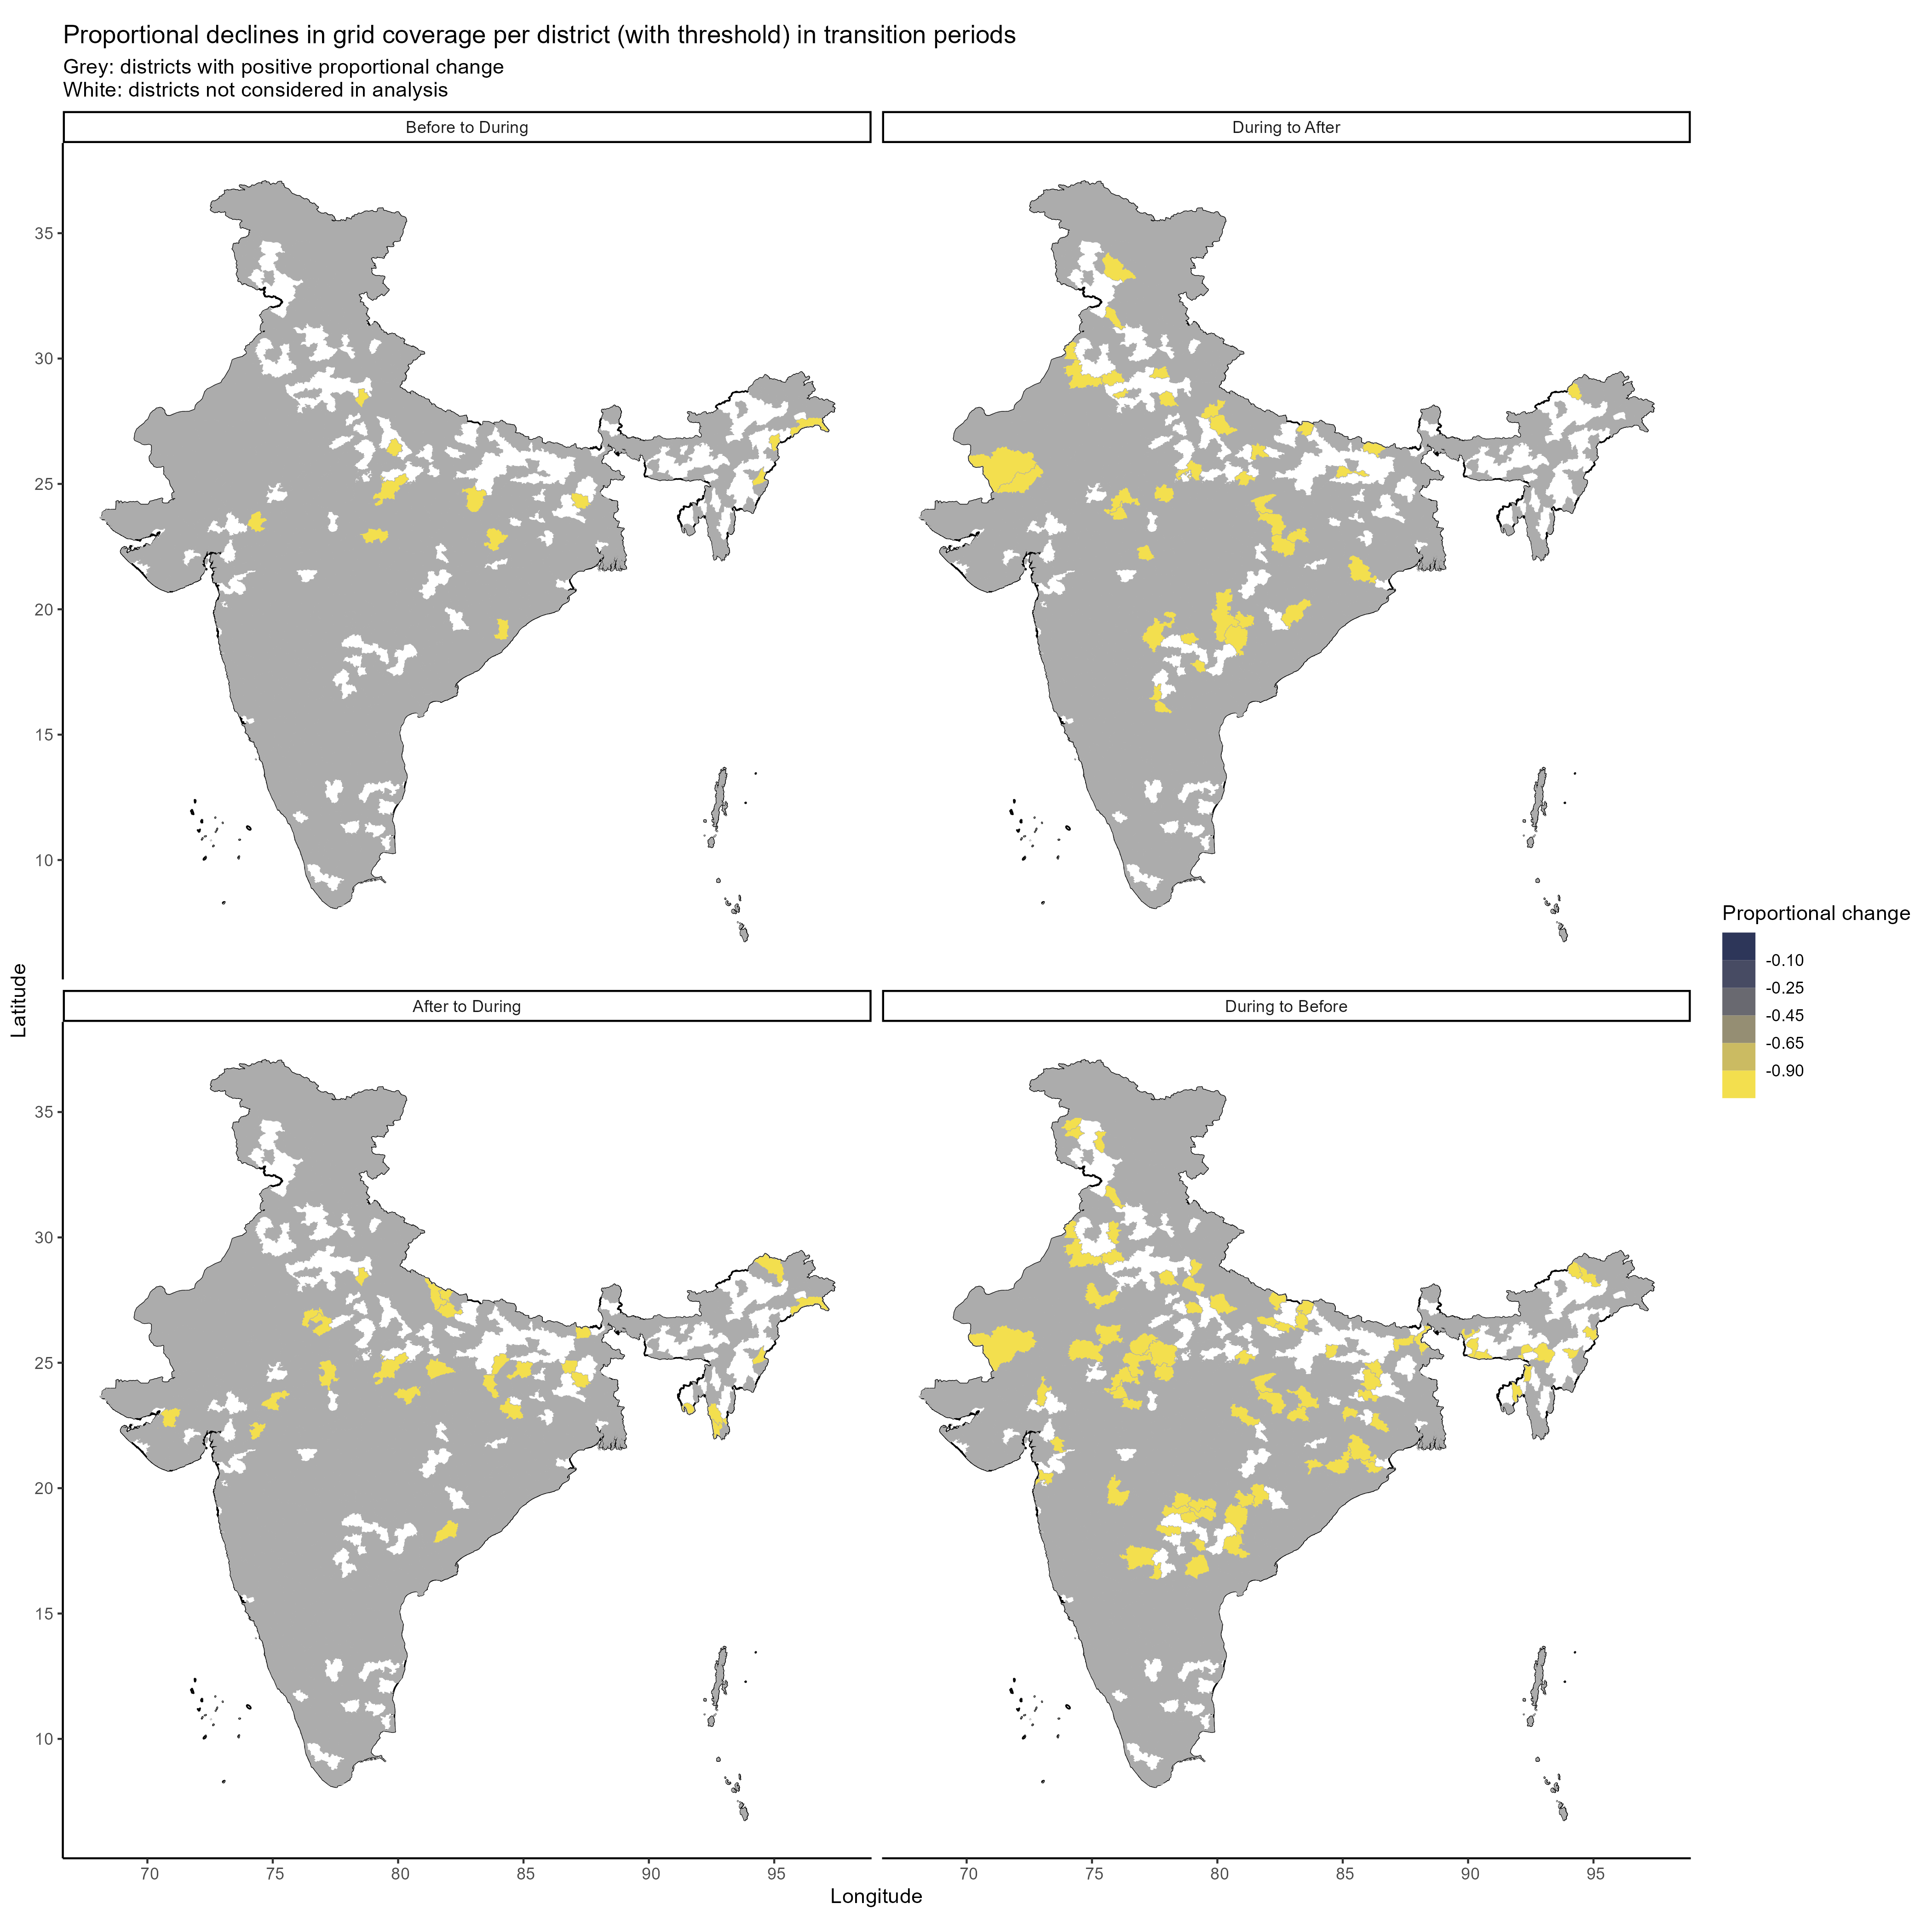 Proportional declines in grid coverage per district (with threshold) in transition periods
Grey: districts with positive proportional change
White: districts not considered in analysis
Before to During
During to After
35
30
25
20
15
10
After to During
During to Before
35
30
25
20
15
10
70 75 80 85 90 95
70 75 80 85 90 95
Longitude
Latitude
Proportional change
-0.10
-0.25
-0.45
-0.65
-0.90